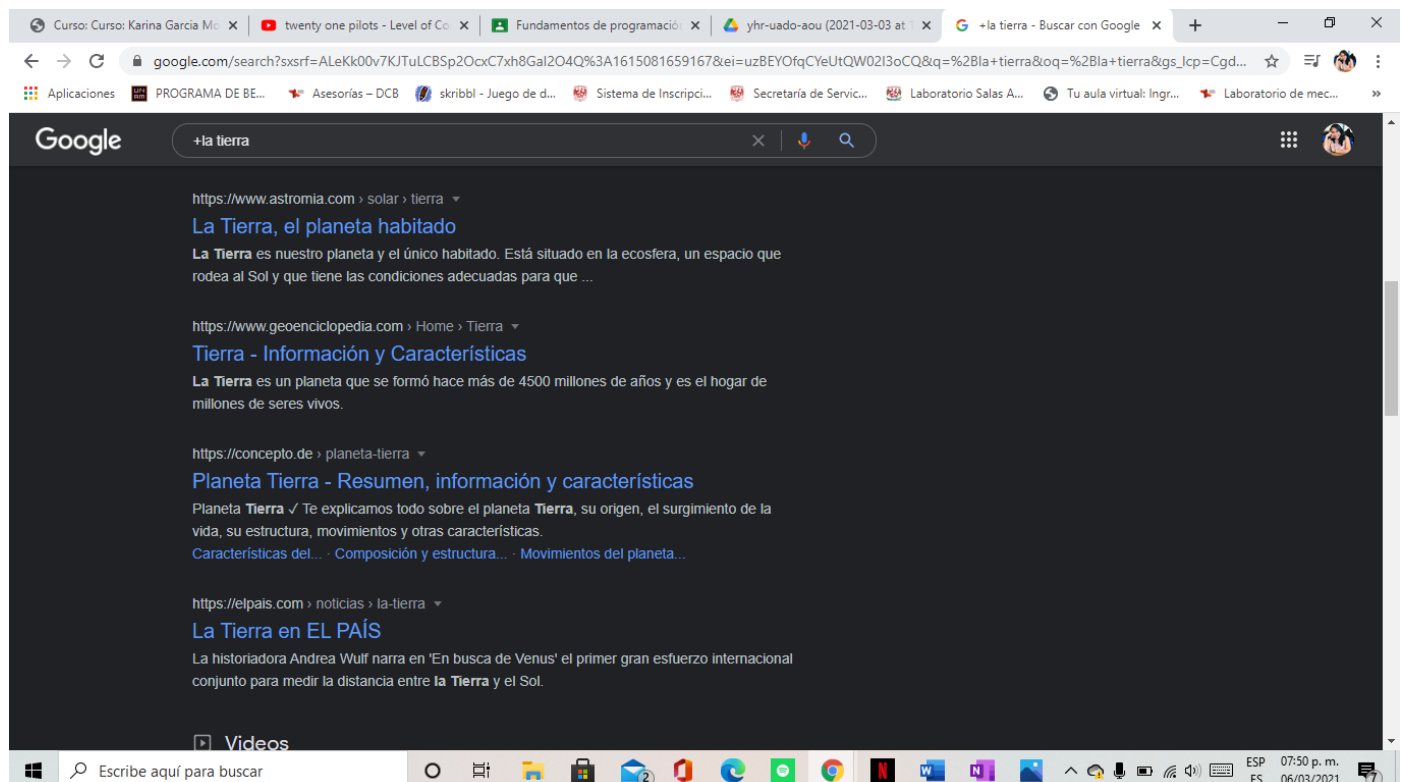 Curso: Curso: Karina Garcia Mo
twenty one pilots - Level of Co
Fundamentos de programación
yhr-uado-aou (2021-03-03 at 1
+la tierra - Buscar con Google
google.com/search?sxsrf=ALeKk00v7KJTuLCBSp2OcxC7xh8GaI2O4Q%3A1615081659167&ei=uzBEYOfqCYeUtQW02I3oCQ&q=%2Bla+tierra&oq=%2Bla+tierra&gs_lcp=Cgd...
Aplicaciones PROGRAMA DE BE... Asesorías – DCB skribbl - Juego de d... Sistema de Inscripci... Secretaría de Servic... Laboratorio Salas A... Tu aula virtual: Ingr... Laboratorio de mec... »
Google
+la tierra
https://www.astromia.com › solar › tierra
La Tierra, el planeta habitado
La Tierra es nuestro planeta y el único habitado. Está situado en la ecosfera, un espacio que
rodea al Sol y que tiene las condiciones adecuadas para que ...
https://www.geoenciclopedia.com › Home › Tierra
Tierra - Información y Características
La Tierra es un planeta que se formó hace más de 4500 millones de años y es el hogar de
millones de seres vivos.
https://concepto.de › planeta-tierra
Planeta Tierra - Resumen, información y características
Planeta Tierra ✓ Te explicamos todo sobre el planeta Tierra, su origen, el surgimiento de la
vida, su estructura, movimientos y otras características.
Características del... · Composición y estructura... · Movimientos del planeta...
https://elpais.com › noticias › la-tierra
La Tierra en EL PAÍS
La historiadora Andrea Wulf narra en 'En busca de Venus' el primer gran esfuerzo internacional
conjunto para medir la distancia entre la Tierra y el Sol.
Videos
Escribe aquí para buscar
2
ESP
ES
07:50 p. m.
06/03/2021
7